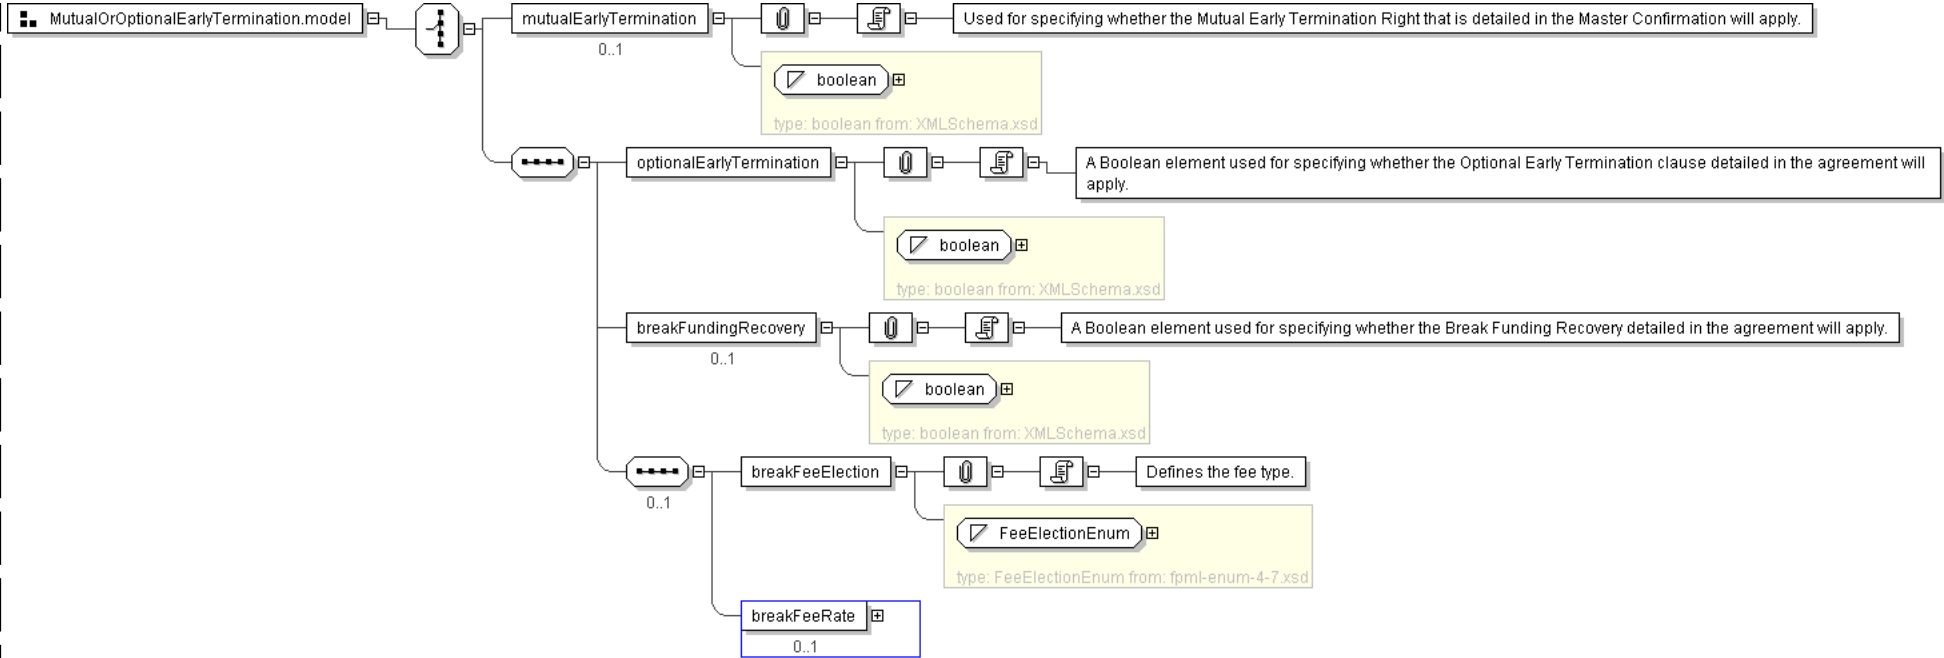 MutualOrOptionalEarlyTermination.model
mutualEarlyTermination
Used for specifying whether the Mutual Early Termination Right that is detailed in the Master Confirmation will apply.
0..1
boolean
type: boolean from: XMLSchema.xsd
optionalEarlyTermination
A Boolean element used for specifying whether the Optional Early Termination clause detailed in the agreement will
apply.
boolean
type: boolean from: XMLSchema.xsd
breakFundingRecovery
A Boolean element used for specifying whether the Break Funding Recovery detailed in the agreement will apply.
0..1
boolean
type: boolean from: XMLSchema.xsd
breakFeeElection
Defines the fee type.
0..1
FeeElectionEnum
type: FeeElectionEnum from: fpml-enum-4-7.xsd
breakFeeRate
0..1